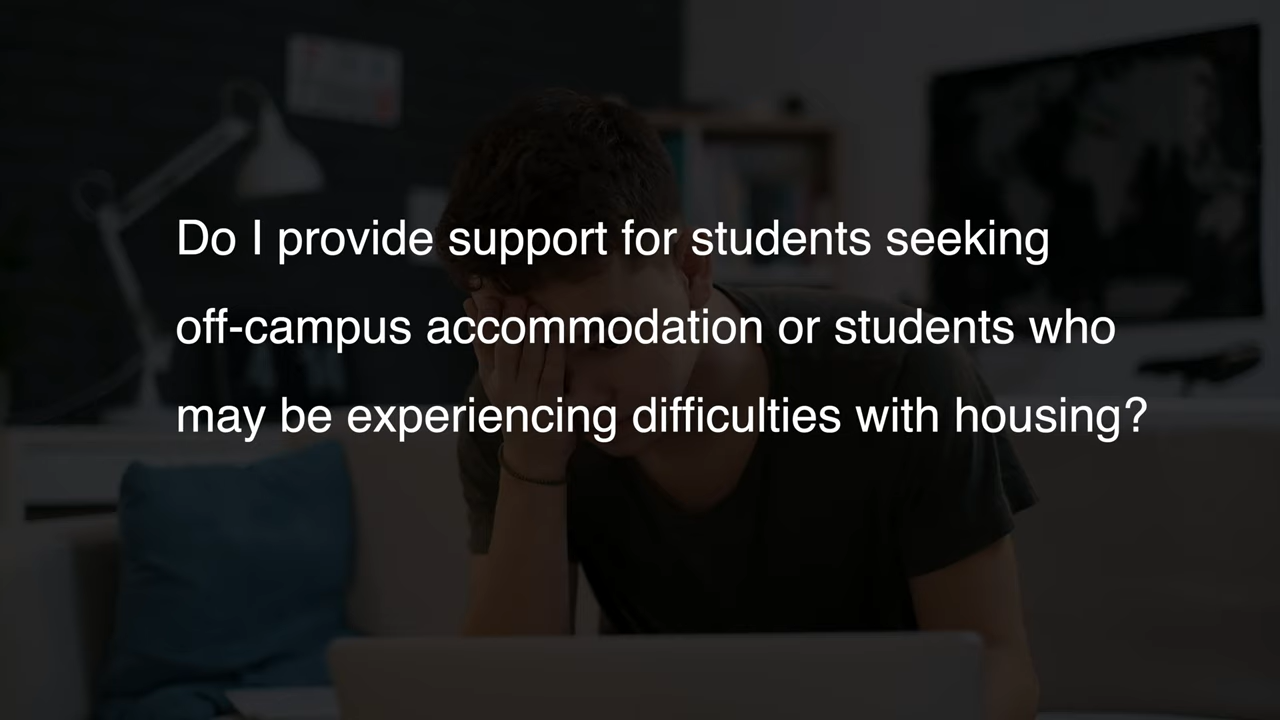 Do I provide support for students seeking
off-campus accommodation or students who
may be experiencing difficulties with housing?